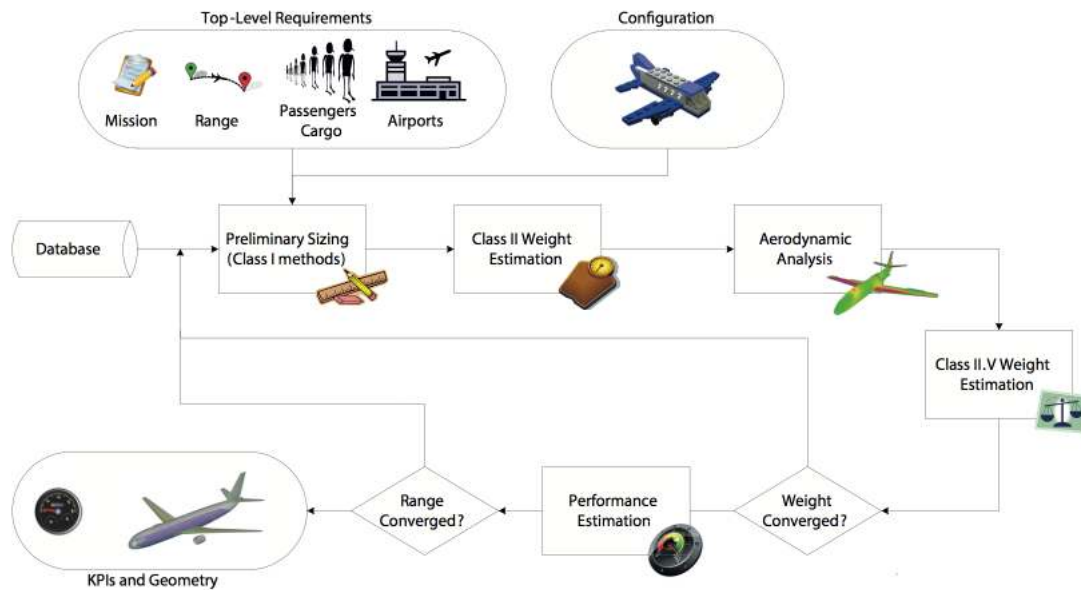 Top-Level Requirements
Configuration
Mission
Range
Passengers
Cargo
Airports
Database
Preliminary Sizing
(Class I methods)
Class II Weight
Estimation
Aerodynamic
Analysis
Class II.V Weight
Estimation
Range
Converged?
Performance
Estimation
Weight
Converged?
KPIs and Geometry